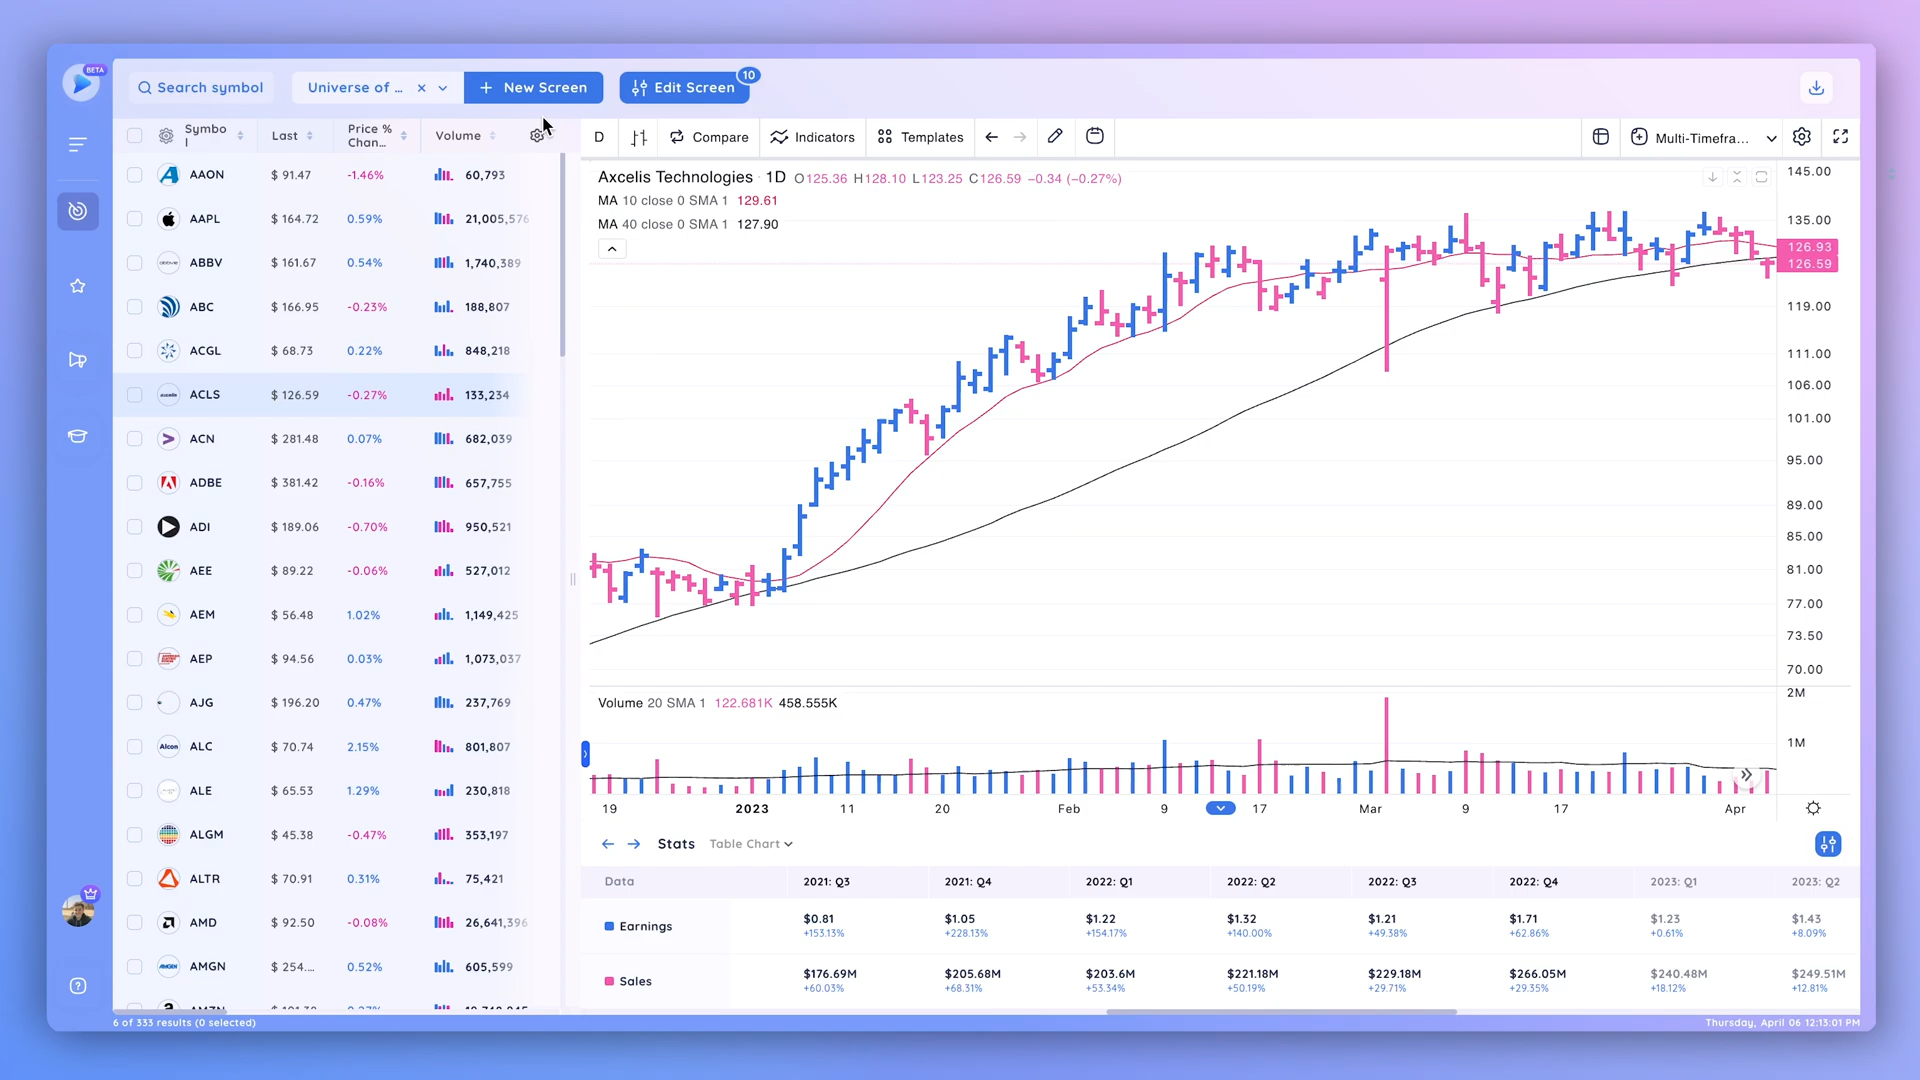 BETA
Search symbol
Universe of ... × 
+ New Screen
Edit Screen
10
Symbo
l
Last
Price %
Chan...
Volume
D
Compare
Indicators
Templates
Multi-Timefra...
AAON $ 91.47 -1.46% 60,793
AAPL $ 164.72 0.59% 21,005,576
ABBV $ 161.67 0.54% 1,740,389
ABC $ 166.95 -0.23% 188,807
ACGL $ 68.73 0.22% 848,218
ACLS $ 126.59 -0.27% 133,234
ACN $ 281.48 0.07% 682,039
ADBE $ 381.42 -0.16% 657,755
ADI $ 189.06 -0.70% 950,521
AEE $ 89.22 -0.06% 527,012
AEM $ 56.48 1.02% 1,149,425
AEP $ 94.56 0.03% 1,073,037
AJG $ 196.20 0.47% 237,769
Alcon ALC $ 70.74 2.15% 801,807
ALE $ 65.53 1.29% 230,818
ALGM $ 45.38 -0.47% 353,197
ALTR $ 70.91 0.31% 75,421
AMD $ 92.50 -0.08% 26,641,396
AMGEN AMGN $ 254.... 0.52% 605,599
6 of 333 results (0 selected)
Axcelis Technologies · 1D O125.36 H128.10 L123.25 C126.59 −0.34 (−0.27%)
MA 10 close 0 SMA 1 129.61
MA 40 close 0 SMA 1 127.90
145.00
135.00
126.93
126.59
119.00
111.00
106.00
101.00
95.00
89.00
85.00
81.00
77.00
73.50
70.00
Volume 20 SMA 1 122.681K 458.555K
2M
1M
19 2023 11 20 Feb 9 17 Mar 9 17 Apr
Stats Table Chart
Data 2021: Q3 2021: Q4 2022: Q1 2022: Q2 2022: Q3 2022: Q4 2023: Q1 2023: Q2
Earnings $0.81 $1.05 $1.22 $1.32 $1.21 $1.71 $1.23 $1.43
+153.13% +228.13% +154.17% +140.00% +49.38% +62.86% +0.61% +8.09%
Sales $176.69M $205.68M $203.6M $221.18M $229.18M $266.05M $240.48M $249.51M
+60.03% +68.31% +53.34% +50.19% +29.71% +29.35% +18.12% +12.81%
Thursday, April 06 12:13:01 PM